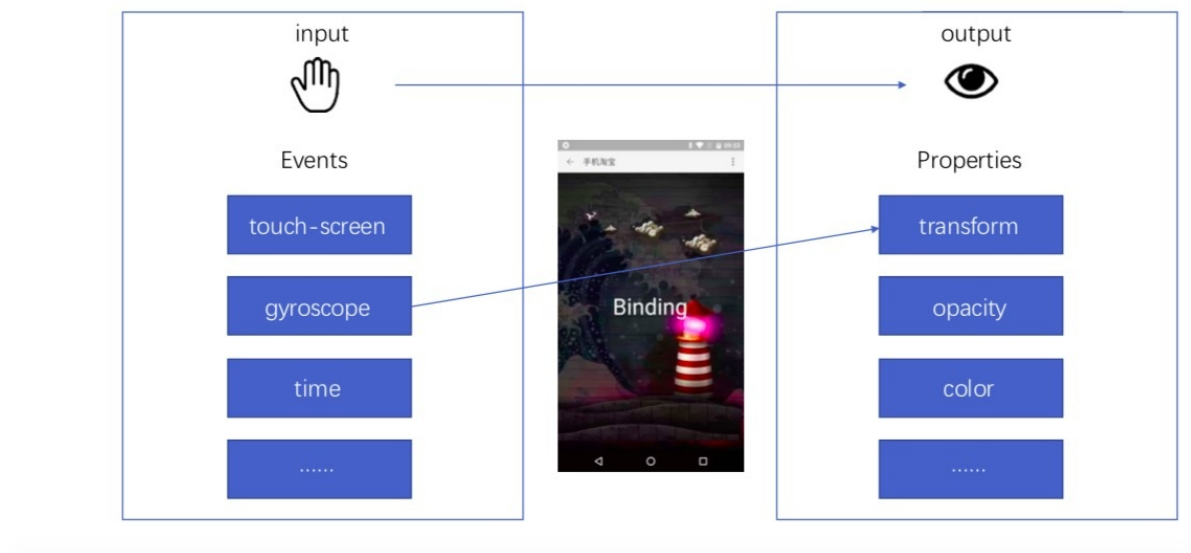 input
Events
touch-screen
gyroscope
time
......
手机淘宝
Binding
output
Properties
transform
opacity
color
......